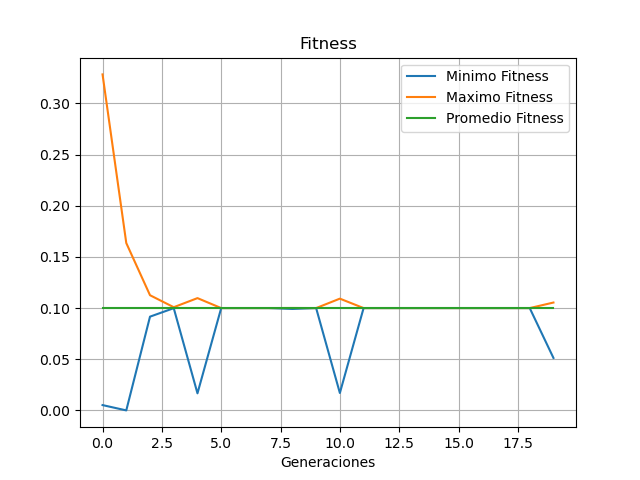 Fitness
Minimo Fitness
Maximo Fitness
Promedio Fitness
0.30
0.25
0.20
0.15
0.10
0.05
0.00
0.0 2.5 5.0 7.5 10.0 12.5 15.0 17.5
Generaciones